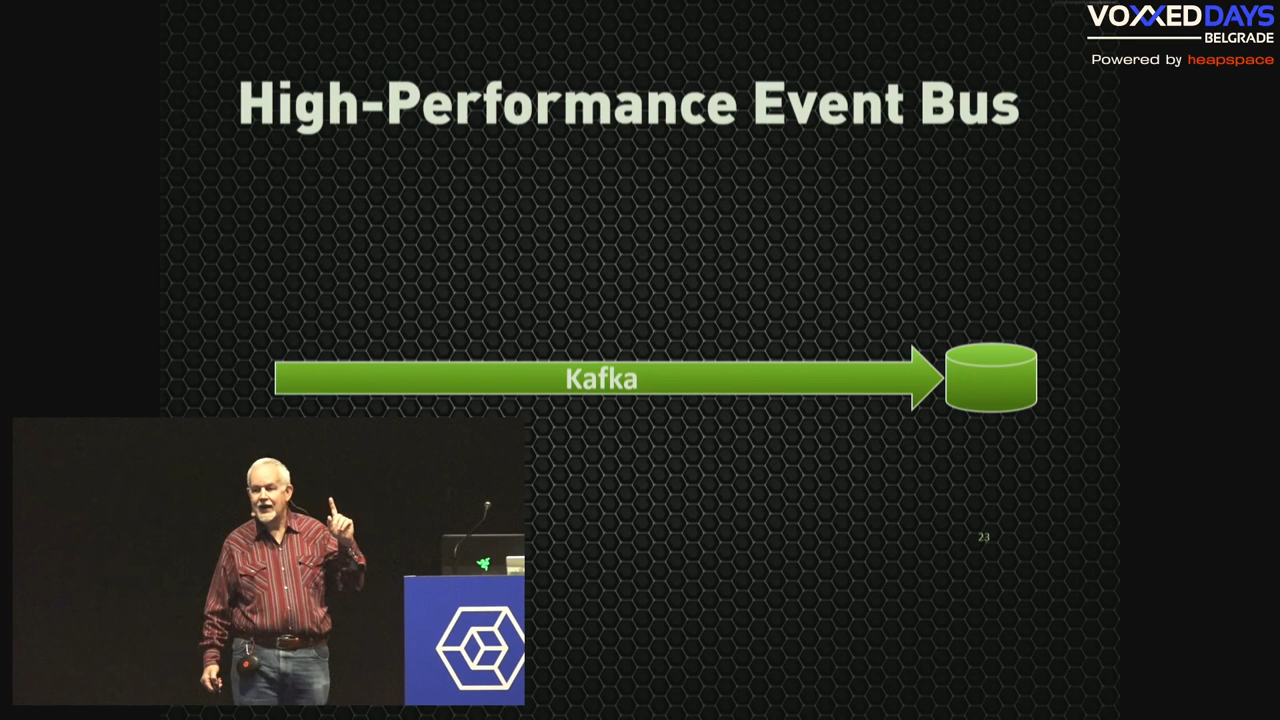 VOXXEDDAYS
BELGRADE
Powered by heapspace
High-Performance Event Bus
Kafka
23